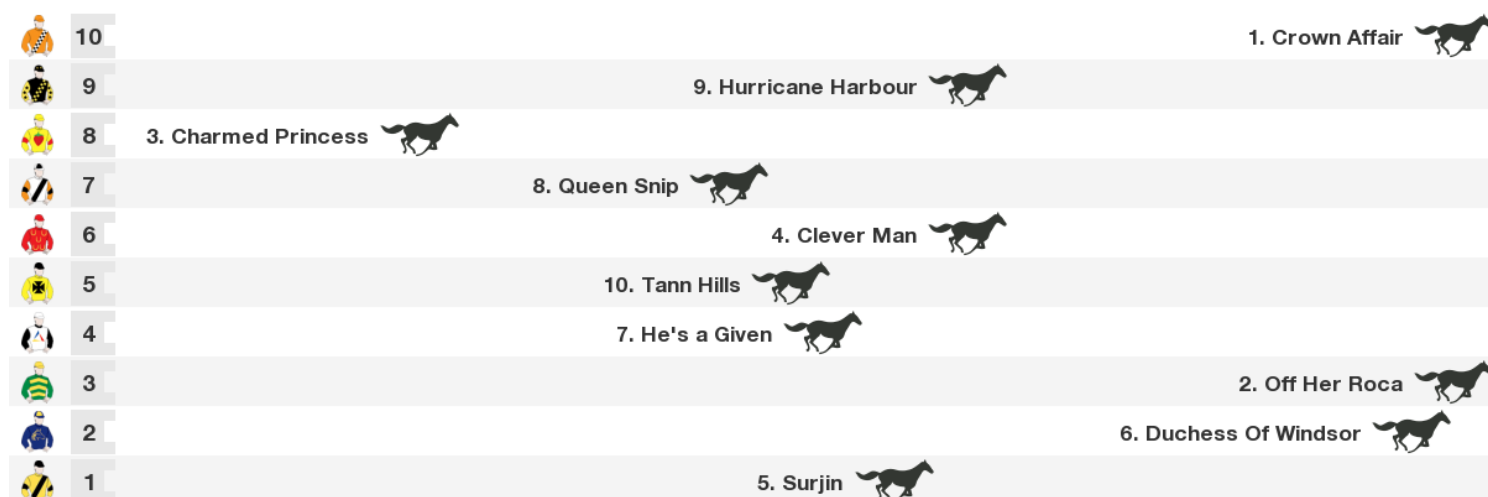 10 1. Crown Affair
9 9. Hurricane Harbour
8 3. Charmed Princess
7 8. Queen Snip
6 4. Clever Man
5 10. Tann Hills
4 7. He's a Given
3 2. Off Her Roca
2 6. Duchess Of Windsor
1 5. Surjin